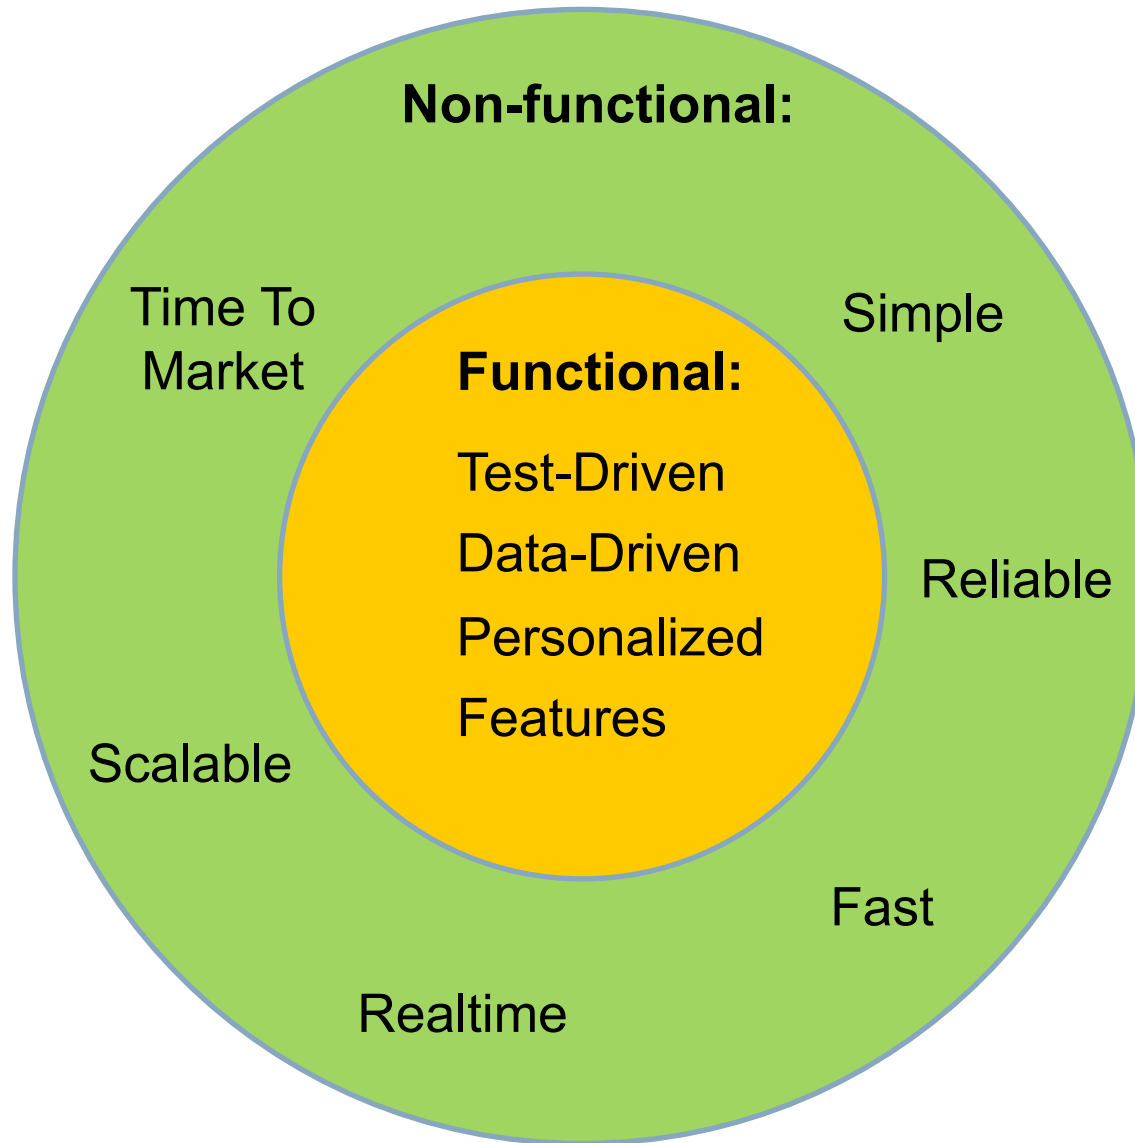 Non-functional:
Time To
Market
Simple
Functional:
Test-Driven
Data-Driven
Personalized
Features
Reliable
Scalable
Fast
Realtime